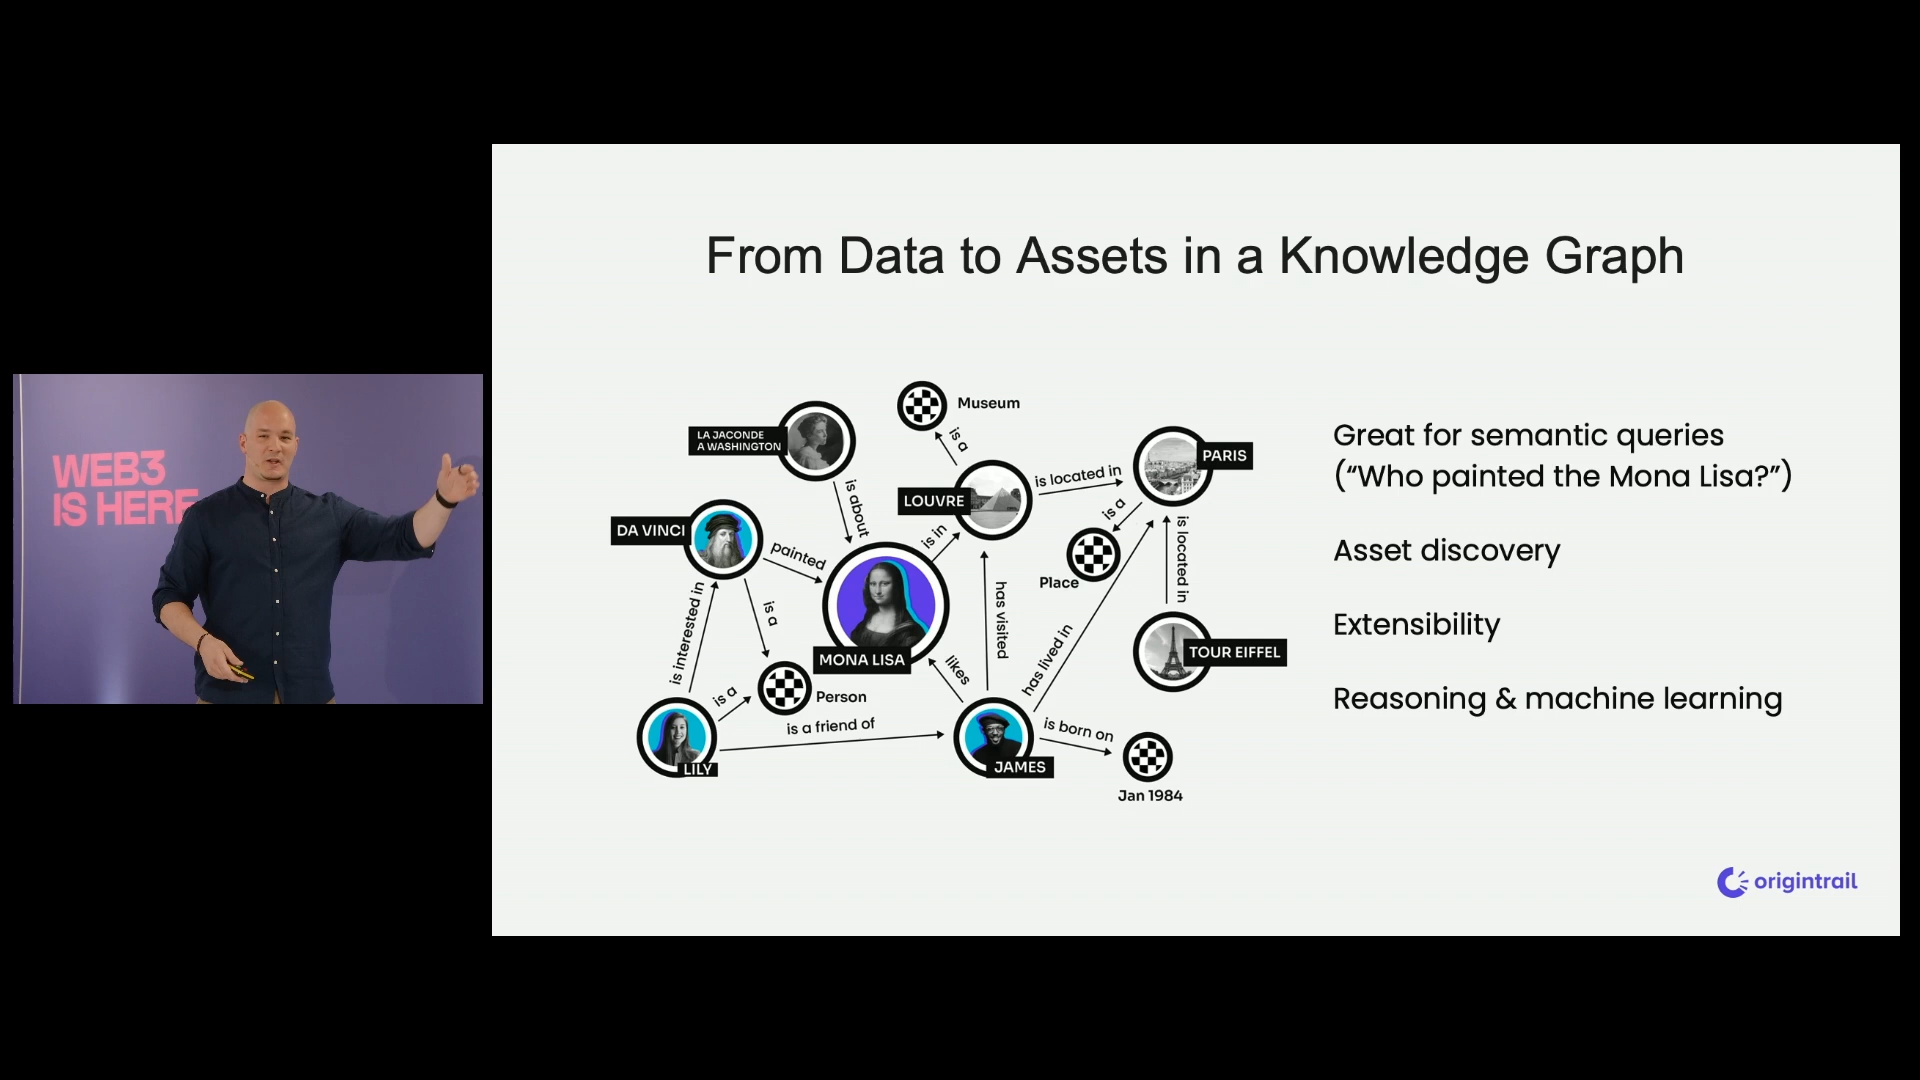 WEB3
IS HERE
From Data to Assets in a Knowledge Graph
Museum
LA JACONDE
A WASHINGTON
is a
PARIS
is located in
LOUVRE
is about
is a
DA VINCI
is in
painted
Place
is located in
is interested in
is a
has visited
MONA LISA
TOUR EIFFEL
likes
has lived in
is a
Person
is a friend of
is born on
LILY
JAMES
Jan 1984
Great for semantic queries
(“Who painted the Mona Lisa?”)
Asset discovery
Extensibility
Reasoning & machine learning
origintrail